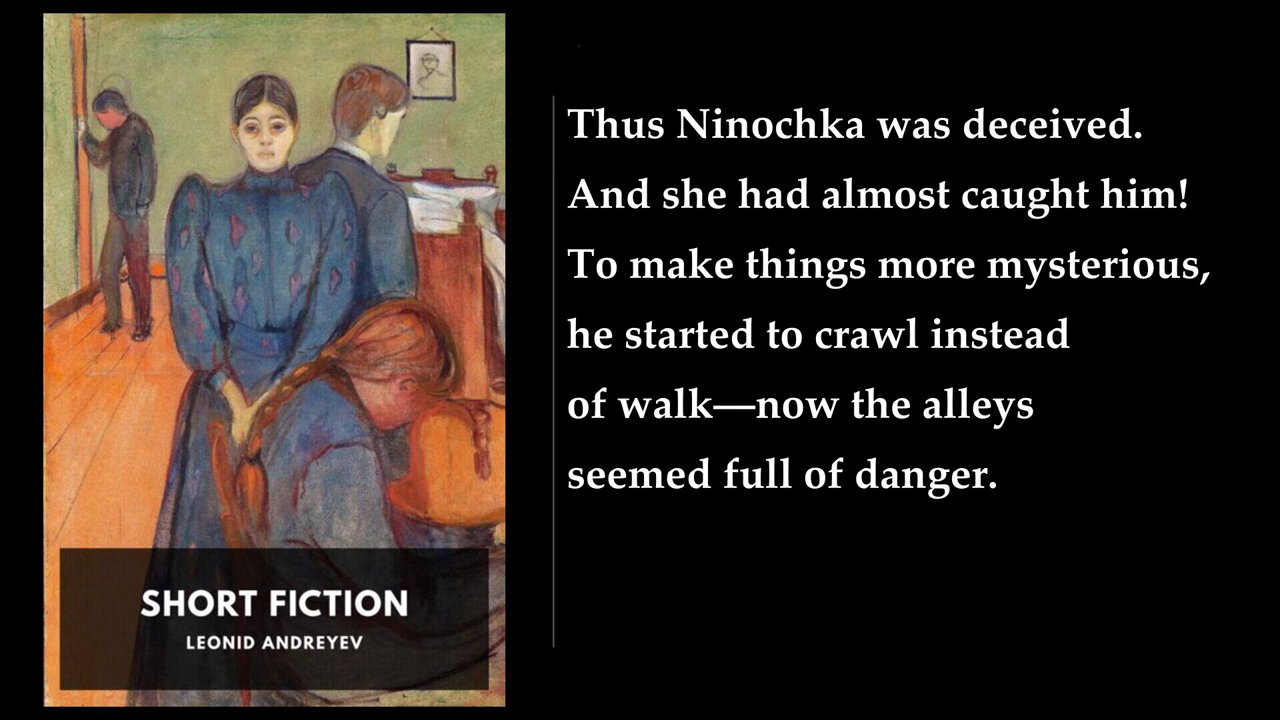 SHORT FICTION
LEONID ANDREYEV
Thus Ninochka was deceived.
And she had almost caught him!
To make things more mysterious,
he started to crawl instead
of walk—now the alleys
seemed full of danger.